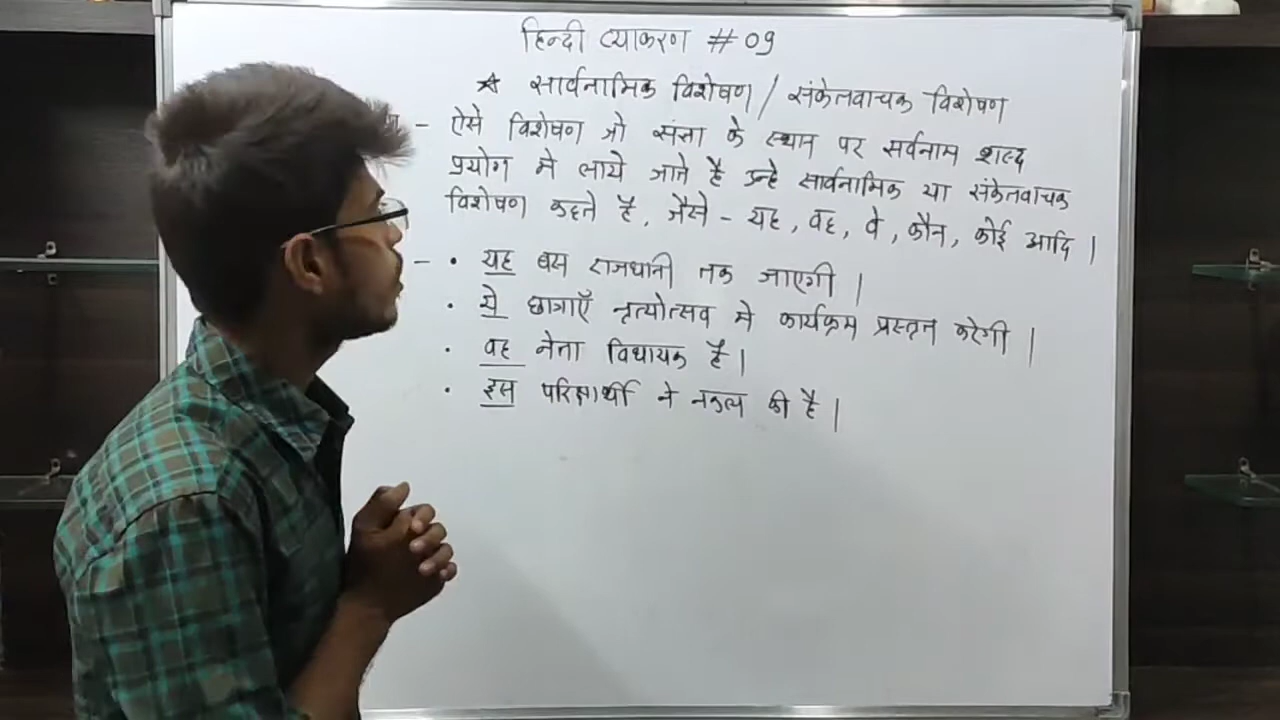 हिन्दी व्याकरण # 09
☆ सार्वनामिक विशेषण / संकेतवाचक विशेषण
- ऐसे विशेषण जो संज्ञा के स्थान पर सर्वनाम शब्द
प्रयोग मे लाये जाते है उन्हे सार्वनामिक या संकेतवाचक
विशेषण कहते है, जैसे - यह, वह, वे, कौन, कोई आदि |
- • यह बस राजधानी तक जाएगी |
• ये छात्राएँ नृत्योत्सव मे कार्यक्रम प्रस्तुत करेगी |
• वह नेता विधायक है |
• इस परिक्षार्थी ने नकल की है |